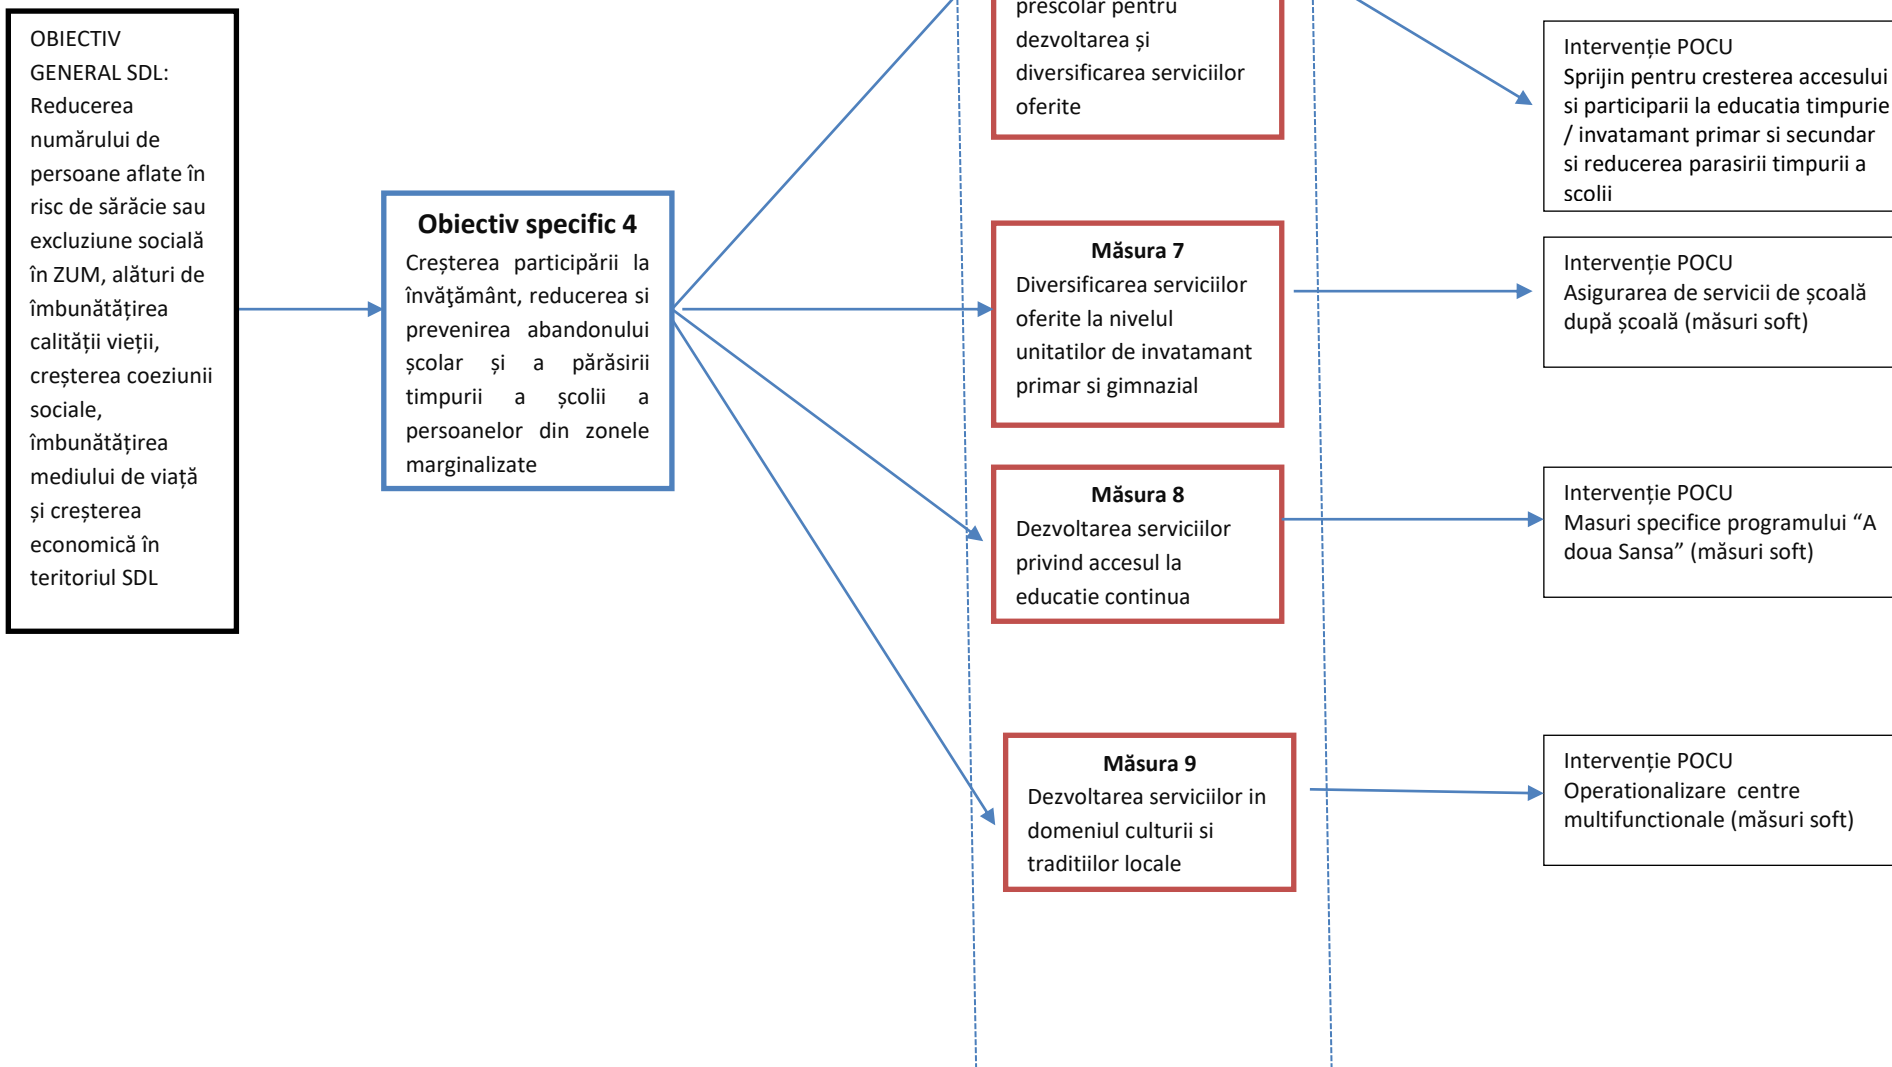 OBIECTIV
GENERAL SDL:
Reducerea
numărului de
persoane aflate în
risc de sărăcie sau
excluziune socială
în ZUM, alături de
îmbunătățirea
calității vieții,
creșterea coeziunii
sociale,
îmbunătățirea
mediului de viață
și creșterea
economică în
teritoriul SDL
Obiectiv specific 4
Creșterea participării la
învăţământ, reducerea si
prevenirea abandonului
școlar și a părăsirii
timpurii a școlii a
persoanelor din zonele
marginalizate
prescolar pentru
dezvoltarea și
diversificarea serviciilor
oferite
Măsura 7
Diversificarea serviciilor
oferite la nivelul
unitatilor de invatamant
primar si gimnazial
Măsura 8
Dezvoltarea serviciilor
privind accesul la
educatie continua
Măsura 9
Dezvoltarea serviciilor in
domeniul culturii si
traditiilor locale
Intervenție POCU
Sprijin pentru cresterea accesului
si participarii la educatia timpurie
/ invatamant primar si secundar
si reducerea parasirii timpurii a
scolii
Intervenție POCU
Asigurarea de servicii de școală
după școală (măsuri soft)
Intervenție POCU
Masuri specifice programului “A
doua Sansa” (măsuri soft)
Intervenție POCU
Operationalizare centre
multifunctionale (măsuri soft)